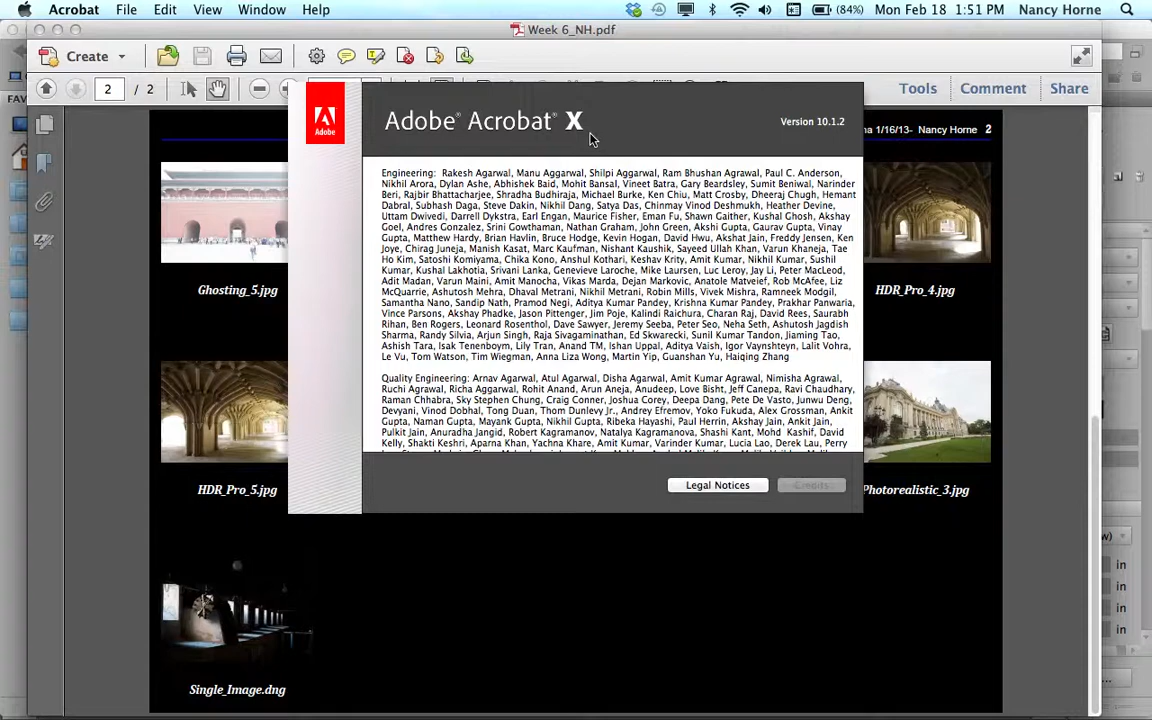 Acrobat File Edit View Window Help (84%) Mon Feb 18 1:51 PM Nancy Horne
Week 6_NH.pdf
Create
2 / 2 Tools Comment Share
FAV
na 1/16/13- Nancy Horne 2
Adobe® Acrobat® X
Version 10.1.2
Adobe
Engineering: Rakesh Agarwal, Manu Aggarwal, Shilpi Aggarwal, Ram Bhushan Agrawal, Paul C. Anderson,
Nikhil Arora, Dylan Ashe, Abhishek Baid, Mohit Bansal, Vineet Batra, Gary Beardsley, Sumit Beniwal, Narinder
Beri, Rajbir Bhattacharjee, Shradha Budhiraja, Michael Burke, Ken Chiu, Matt Crosby, Dheeraj Chugh, Hemant
Dabral, Subhash Daga, Steve Dakin, Nikhil Dang, Satya Das, Chinmay Vinod Deshmukh, Heather Devine,
Uttam Dwivedi, Darrell Dykstra, Earl Engan, Maurice Fisher, Eman Fu, Shawn Gaither, Kushal Ghosh, Akshay
Goel, Andres Gonzalez, Srini Gowthaman, Nathan Graham, John Green, Akshi Gupta, Gaurav Gupta, Vinay
Gupta, Matthew Hardy, Brian Havlin, Bruce Hodge, Kevin Hogan, David Hwu, Akshat Jain, Freddy Jensen, Ken
Joye, Chirag Juneja, Manish Kasat, Marc Kaufman, Nishant Kaushik, Sayeed Ullah Khan, Varun Khaneja, Tae
Ho Kim, Satoshi Komiyama, Chika Kono, Anshul Kothari, Keshav Krity, Amit Kumar, Nikhil Kumar, Sushil
Kumar, Kushal Lakhotia, Srivani Lanka, Genevieve Laroche, Mike Laursen, Luc Leroy, Jay Li, Peter MacLeod,
Adit Madan, Varun Maini, Amit Manocha, Vikas Marda, Dejan Markovic, Anatole Matveief, Rob McAfee, Liz
McQuarrie, Ashutosh Mehra, Dhaval Metrani, Nikhil Metrani, Robin Mills, Vivek Mishra, Ramneek Modgil,
Samantha Nano, Sandip Nath, Pramod Negi, Aditya Kumar Pandey, Krishna Kumar Pandey, Prakhar Panwaria,
Vince Parsons, Akshay Phadke, Jason Pittenger, Jim Poje, Kalindi Raichura, Charan Raj, David Rees, Saurabh
Rihan, Ben Rogers, Leonard Rosenthol, Dave Sawyer, Jeremy Seeba, Peter Seo, Neha Seth, Ashutosh Jagdish
Sharma, Randy Silvia, Arjun Singh, Raja Sivagaminathan, Ed Skwarecki, Sunil Kumar Tandon, Jiaming Tao,
Ashish Tara, Isak Tenenboym, Lily Tran, Anand TM, Ishan Uppal, Aditya Vaish, Igor Vaynshteyn, Lalit Vohra,
Le Vu, Tom Watson, Tim Wiegman, Anna Liza Wong, Martin Yip, Guanshan Yu, Haiqing Zhang
Quality Engineering: Arnav Agarwal, Atul Agarwal, Disha Agarwal, Amit Kumar Agrawal, Nimisha Agrawal,
Ruchi Agrawal, Richa Aggarwal, Rohit Anand, Arun Aneja, Anudeep, Love Bisht, Jeff Canepa, Ravi Chaudhary,
Raman Chhabra, Sky Stephen Chung, Craig Conner, Joshua Corey, Deepa Dang, Pete De Vasto, Junwu Deng,
Devyani, Vinod Dobhal, Tong Duan, Thom Dunlevy Jr., Andrey Efremov, Yoko Fukuda, Alex Grossman, Ankit
Gupta, Naman Gupta, Mayank Gupta, Nikhil Gupta, Ribeka Hayashi, Paul Herrin, Akshay Jain, Ankit Jain,
Pulkit Jain, Anuradha Jangid, Robert Kagramanov, Natalya Kagramanova, Shashi Kant, Mohd Kashif, David
Kelly, Shakti Keshri, Aparna Khan, Yachna Khare, Amit Kumar, Varinder Kumar, Lucia Lao, Derek Lau, Perry
Legal Notices Credits
Ghosting_5.jpg
HDR_Pro_4.jpg
HDR_Pro_5.jpg
Photorealistic_3.jpg
Single_Image.dng
w)
in
in
in
in